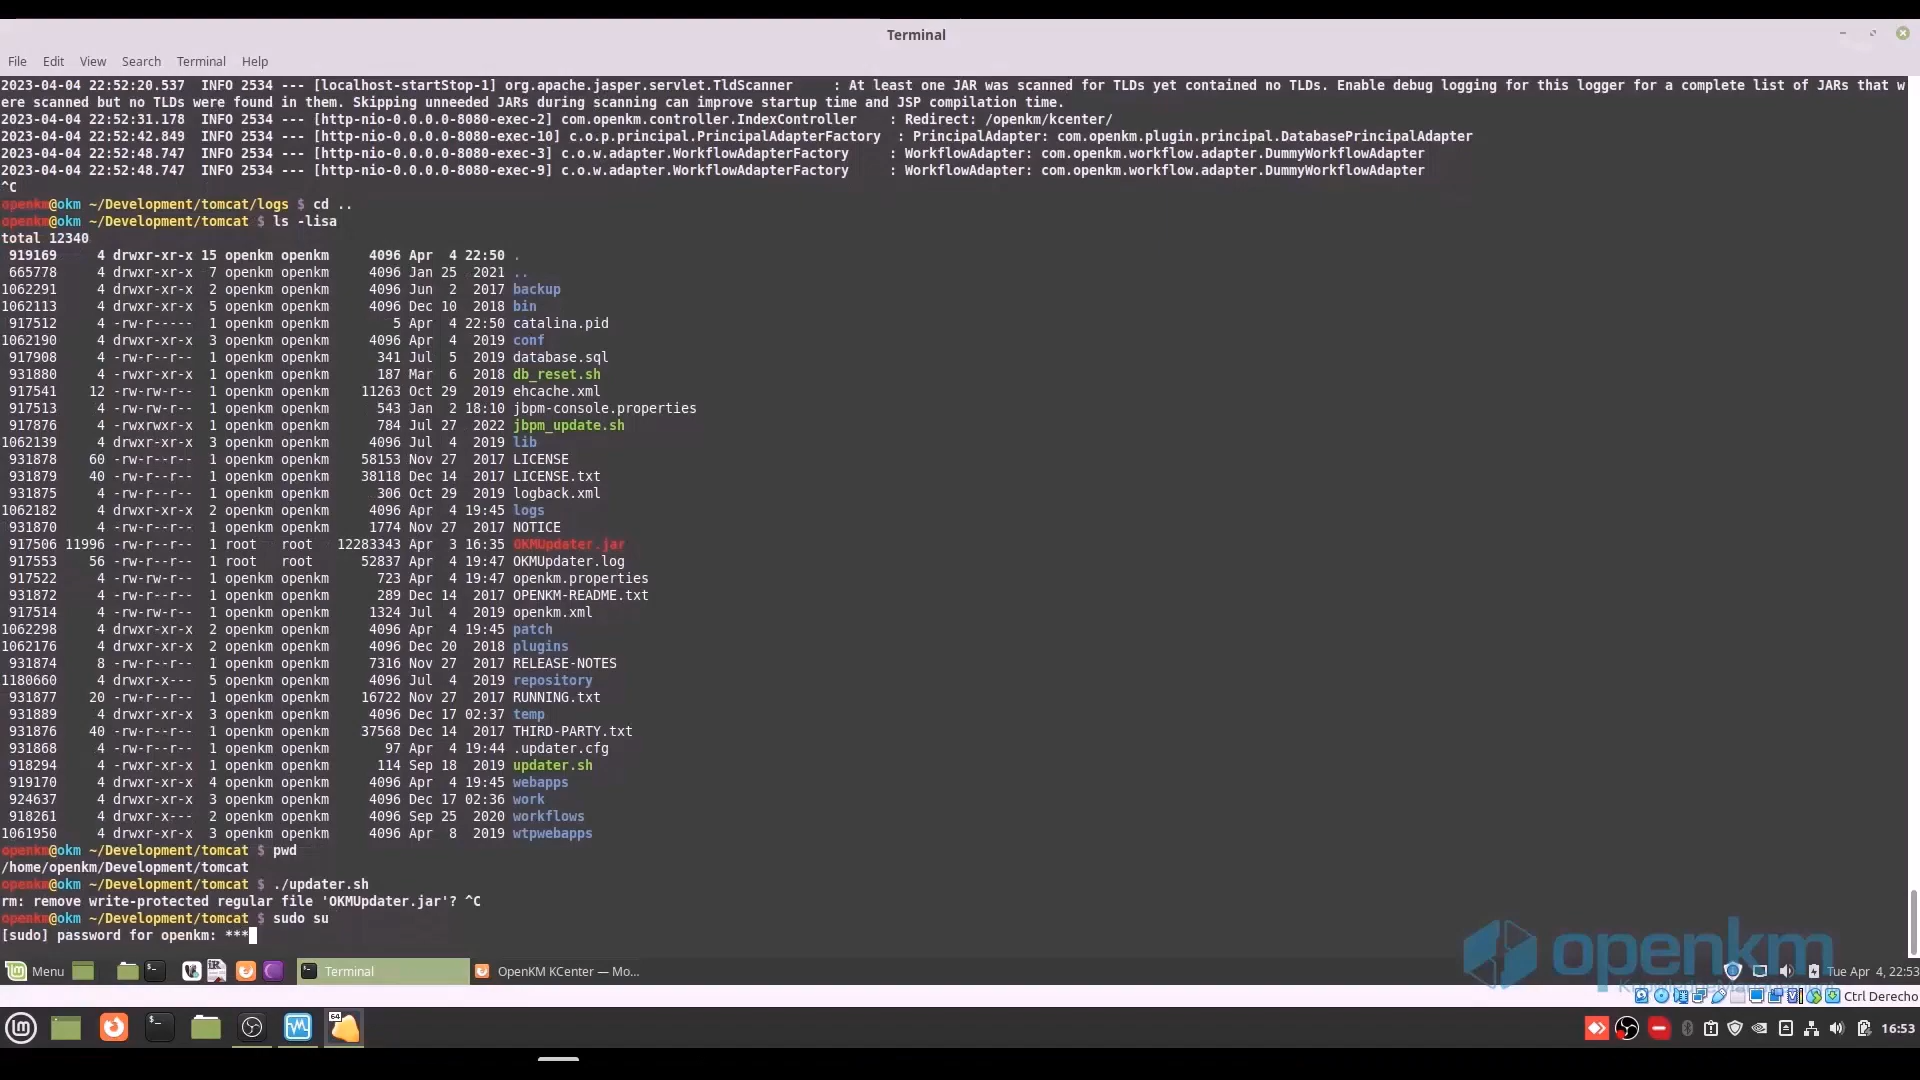 Terminal
File Edit View Search Terminal Help
2023-04-04 22:52:20.537  INFO 2534 --- [localhost-startStop-1] org.apache.jasper.servlet.TldScanner     : At least one JAR was scanned for TLDs yet contained no TLDs. Enable debug logging for this logger for a complete list of JARs that w
ere scanned but no TLDs were found in them. Skipping unneeded JARs during scanning can improve startup time and JSP compilation time.
2023-04-04 22:52:31.178  INFO 2534 --- [http-nio-0.0.0.0-8080-exec-2] com.openkm.controller.IndexController    : Redirect: /openkm/kcenter/
2023-04-04 22:52:42.849  INFO 2534 --- [http-nio-0.0.0.0-8080-exec-10] c.o.p.principal.PrincipalAdapterFactory  : PrincipalAdapter: com.openkm.plugin.principal.DatabasePrincipalAdapter
2023-04-04 22:52:48.747  INFO 2534 --- [http-nio-0.0.0.0-8080-exec-3] c.o.w.adapter.WorkflowAdapterFactory     : WorkflowAdapter: com.openkm.workflow.adapter.DummyWorkflowAdapter
2023-04-04 22:52:48.747  INFO 2534 --- [http-nio-0.0.0.0-8080-exec-9] c.o.w.adapter.WorkflowAdapterFactory     : WorkflowAdapter: com.openkm.workflow.adapter.DummyWorkflowAdapter
^C
openkm@okm ~/Development/tomcat/logs $ cd ..
openkm@okm ~/Development/tomcat $ ls -lisa
total 12340
919169     4 drwxr-xr-x 15 openkm openkm     4096 Apr  4 22:50 .
665778     4 drwxr-xr-x  7 openkm openkm     4096 Jan 25  2021 ..
1062291     4 drwxr-xr-x  2 openkm openkm     4096 Jun  2  2017 backup
1062113     4 drwxr-xr-x  5 openkm openkm     4096 Dec 10  2018 bin
917512     4 -rw-r-----  1 openkm openkm        5 Apr  4 22:50 catalina.pid
1062190     4 drwxr-xr-x  3 openkm openkm     4096 Apr  4  2019 conf
917908     4 -rw-r--r--  1 openkm openkm      341 Jul  5  2019 database.sql
931880     4 -rwxr-xr-x  1 openkm openkm      187 Mar  6  2018 db_reset.sh
917541    12 -rw-rw-r--  1 openkm openkm    11263 Oct 29  2019 ehcache.xml
917513     4 -rw-rw-r--  1 openkm openkm      543 Jan  2 18:10 jbpm-console.properties
917876     4 -rwxrwxr-x  1 openkm openkm      784 Jul 27  2022 jbpm_update.sh
1062139     4 drwxr-xr-x  3 openkm openkm     4096 Jul  4  2019 lib
931878    60 -rw-r--r--  1 openkm openkm    58153 Nov 27  2017 LICENSE
931879    40 -rw-r--r--  1 openkm openkm    38118 Dec 14  2017 LICENSE.txt
931875     4 -rw-r--r--  1 openkm openkm      306 Oct 29  2019 logback.xml
1062182     4 drwxr-xr-x  2 openkm openkm     4096 Apr  4 19:45 logs
931870     4 -rw-r--r--  1 openkm openkm     1774 Nov 27  2017 NOTICE
917506 11996 -rw-r--r--  1 root   root   12283343 Apr  3 16:35 OKMUpdater.jar
917553    56 -rw-r--r--  1 root   root      52837 Apr  4 19:47 OKMUpdater.log
917522     4 -rw-rw-r--  1 openkm openkm      723 Apr  4 19:47 openkm.properties
931872     4 -rw-r--r--  1 openkm openkm      289 Dec 14  2017 OPENKM-README.txt
917514     4 -rw-rw-r--  1 openkm openkm     1324 Jul  4  2019 openkm.xml
1062298     4 drwxr-xr-x  2 openkm openkm     4096 Apr  4 19:45 patch
1062176     4 drwxr-xr-x  2 openkm openkm     4096 Dec 20  2018 plugins
931874     8 -rw-r--r--  1 openkm openkm     7316 Nov 27  2017 RELEASE-NOTES
1180660     4 drwxr-x---  5 openkm openkm     4096 Jul  4  2019 repository
931877    20 -rw-r--r--  1 openkm openkm    16722 Nov 27  2017 RUNNING.txt
931889     4 drwxr-xr-x  3 openkm openkm     4096 Dec 17 02:37 temp
931876    40 -rw-r--r--  1 openkm openkm    37568 Dec 14  2017 THIRD-PARTY.txt
931868     4 -rw-r--r--  1 openkm openkm       97 Apr  4 19:44 .updater.cfg
918294     4 -rwxr-xr-x  1 openkm openkm      114 Sep 18  2019 updater.sh
919170     4 drwxr-xr-x  4 openkm openkm     4096 Apr  4 19:45 webapps
924637     4 drwxr-xr-x  3 openkm openkm     4096 Dec 17 02:36 work
918261     4 drwxr-x---  2 openkm openkm     4096 Sep 25  2020 workflows
1061950     4 drwxr-xr-x  3 openkm openkm     4096 Apr  8  2019 wtpwebapps
openkm@okm ~/Development/tomcat $ pwd
/home/openkm/Development/tomcat
openkm@okm ~/Development/tomcat $ ./updater.sh
rm: remove write-protected regular file 'OKMUpdater.jar'? ^C
openkm@okm ~/Development/tomcat $ sudo su
[sudo] password for openkm: ***
openkm
Menu Terminal OpenKM KCenter — Mo... Tue Apr 4, 22:53
Ctrl Derecho
64
16:53